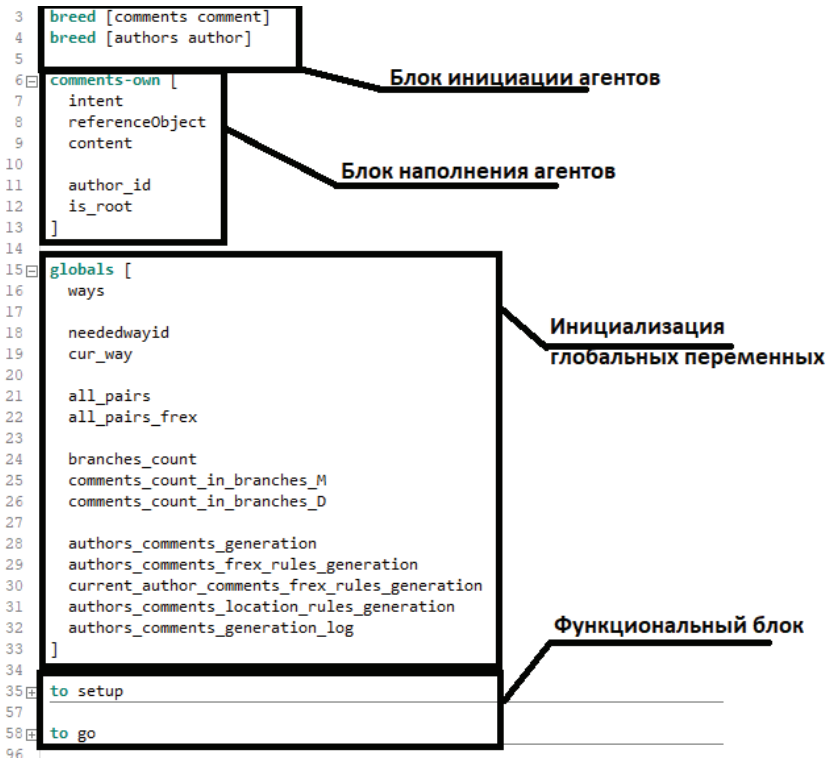 3 breed [comments comment]
4 breed [authors author]
5
Блок инициации агентов
6 comments-own [
7 intent
8 referenceObject
9 content
10
Блок наполнения агентов
11 author_id
12 is_root
13 ]
14
15 globals [
16 ways
17
18 neededwayid
Инициализация
19 cur_way
глобальных переменных
20
21 all_pairs
22 all_pairs_frex
23
24 branches_count
25 comments_count_in_branches_M
26 comments_count_in_branches_D
27
28 authors_comments_generation
29 authors_comments_frex_rules_generation
30 current_author_comments_frex_rules_generation
31 authors_comments_location_rules_generation
32 authors_comments_generation_log
Функциональный блок
33 ]
34
35 to setup
57
58 to go
96